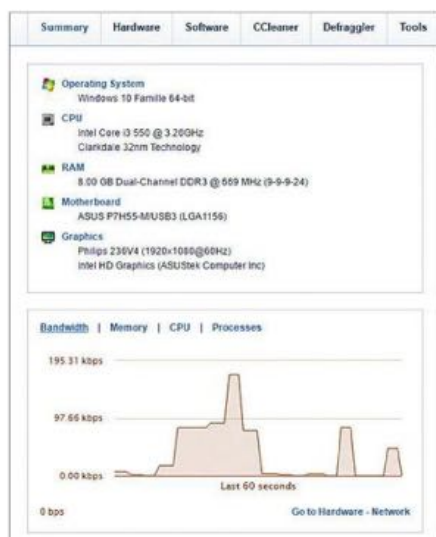 Summary Hardware Software CCleaner Defraggler Tools
Operating System
Windows 10 Famille 64-bit
CPU
Intel Core i3 550 @ 3.20GHz
Clarkdale 32nm Technology
RAM
8.00 GB Dual-Channel DDR3 @ 669 MHz (9-9-9-24)
Motherboard
ASUS P7H55-M/USB3 (LGA1156)
Graphics
Philips 236V4 (1920x1080@60Hz)
Intel HD Graphics (ASUStek Computer Inc)
Bandwidth | Memory | CPU | Processes
195.31 kbps
97.66 kbps
0.00 kbps
Last 60 seconds
0 bps Go to Hardware - Network